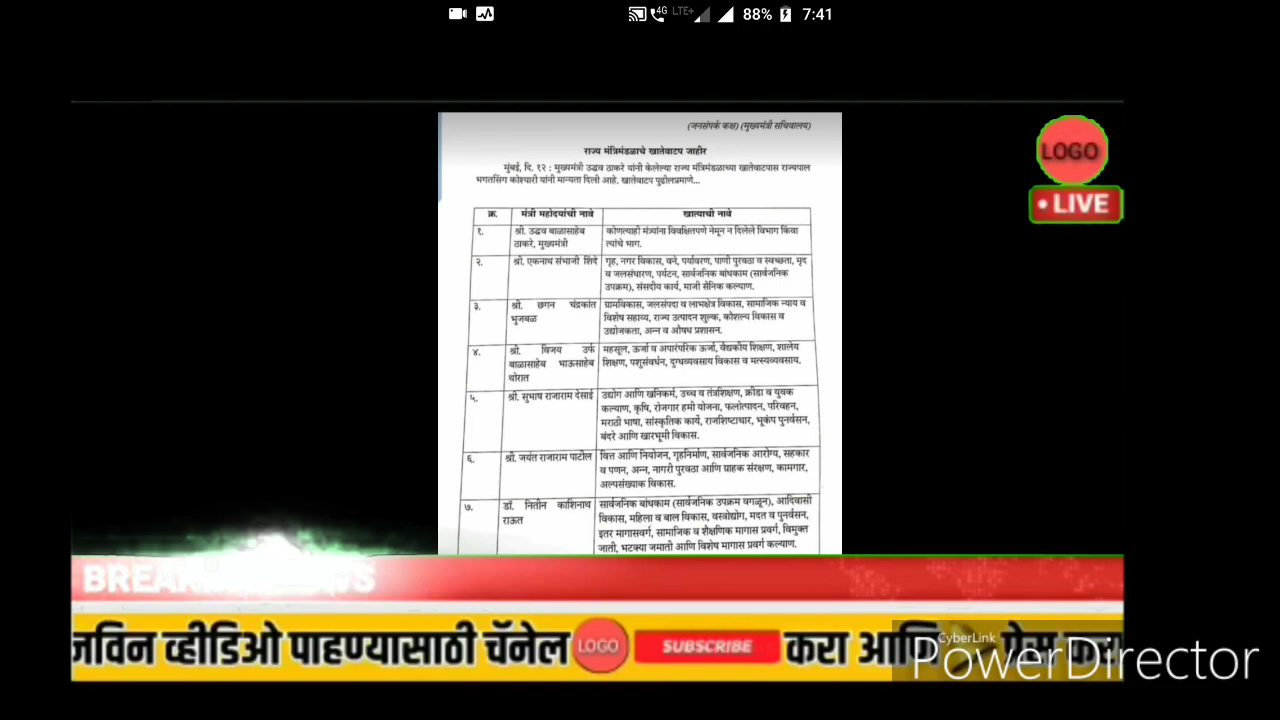 4G LTE+ 88% 7:41
(जनसंपर्क कक्ष) (मुख्यमंत्री सचिवालय)
राज्य मंत्रिमंडळाचे खातेवाटप जाहीर
मुंबई, दि. १२ : मुख्यमंत्री उद्धव ठाकरे यांनी केलेल्या राज्य मंत्रिमंडळाच्या खातेवाटपास राज्यपाल
भगतसिंग कोश्यारी यांनी मान्यता दिली आहे. खातेवाटप पुढीलप्रमाणे...
LOGO
• LIVE
क्र. मंत्री महोदयांची नावे खात्याची नावे
१. श्री. उद्धव बाळासाहेब कोणत्याही मंत्र्यांना विवक्षितपणे नेमून न दिलेले विभाग किंवा
ठाकरे, मुख्यमंत्री त्यांचे भाग.
२. श्री. एकनाथ संभाजी शिंदे गृह, नगर विकास, वने, पर्यावरण, पाणी पुरवठा व स्वच्छता, मृद
व जलसंधारण, पर्यटन, सार्वजनिक बांधकाम (सार्वजनिक
उपक्रम), संसदीय कार्य, माजी सैनिक कल्याण.
३. श्री. छगन चंद्रकांत ग्रामविकास, जलसंपदा व लाभक्षेत्र विकास, सामाजिक न्याय व
भुजबळ विशेष सहाय्य, राज्य उत्पादन शुल्क, कौशल्य विकास व
उद्योजकता, अन्न व औषध प्रशासन.
४. श्री. विजय उर्फ महसूल, ऊर्जा व अपारंपरिक ऊर्जा, वैद्यकीय शिक्षण, शालेय
बाळासाहेब भाऊसाहेब शिक्षण, पशुसंवर्धन, दुग्धव्यवसाय विकास व मत्स्यव्यवसाय.
थोरात
५. श्री. सुभाष राजाराम देसाई उद्योग आणि खनिकर्म, उच्च व तंत्रशिक्षण, क्रीडा व युवक
कल्याण, कृषि, रोजगार हमी योजना, फलोत्पादन, परिवहन,
मराठी भाषा, सांस्कृतिक कार्ये, राजशिष्टाचार, भूकंप पुनर्वसन,
बंदरे आणि खारभूमी विकास.
६. श्री. जयंत राजाराम पाटील वित्त आणि नियोजन, गृहनिर्माण, सार्वजनिक आरोग्य, सहकार
व पणन, अन्न, नागरी पुरवठा आणि ग्राहक संरक्षण, कामगार,
अल्पसंख्याक विकास.
७. डॉ. नितीन काशिनाथ सार्वजनिक बांधकाम (सार्वजनिक उपक्रम वगळून), आदिवासी
राऊत विकास, महिला व बाल विकास, वस्त्रोद्योग, मदत व पुनर्वसन,
इतर मागासवर्ग, सामाजिक व शैक्षणिक मागास प्रवर्ग, विमुक्त
जाती, भटक्या जमाती आणि विशेष मागास प्रवर्ग कल्याण.
BREAKING NEWS
नविन व्हीडिओ पाहण्यासाठी चॅनेल LOGO SUBSCRIBE करा आणि
CyberLink
PowerDirector